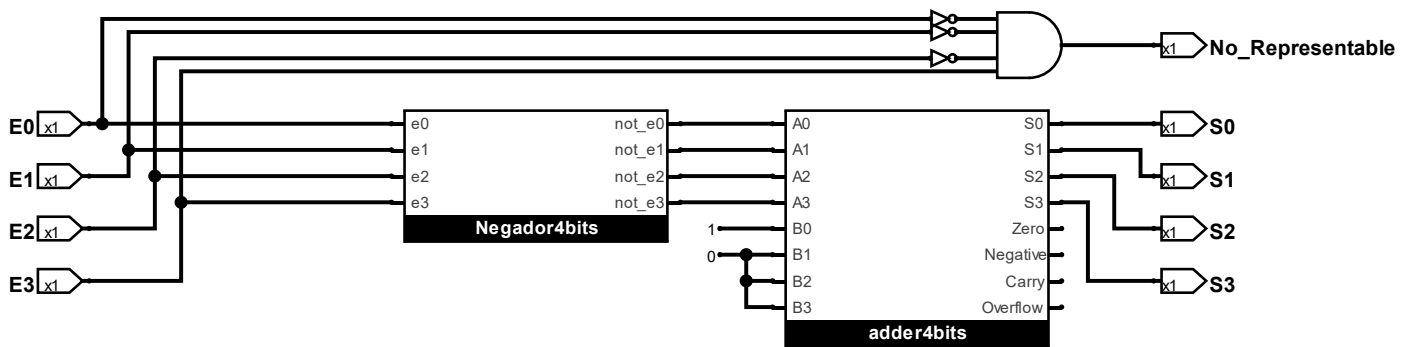 x1 No_Representable
E0 x1 e0 not_e0 A0 S0 x1 S0
e1 not_e1 A1 S1
E1 x1 e2 not_e2 A2 S2 x1 S1
e3 not_e3 A3 S3
E2 x1 Negador4bits 1 B0 Zero x1 S2
0 B1 Negative
E3 x1 B2 Carry x1 S3
B3 Overflow
adder4bits